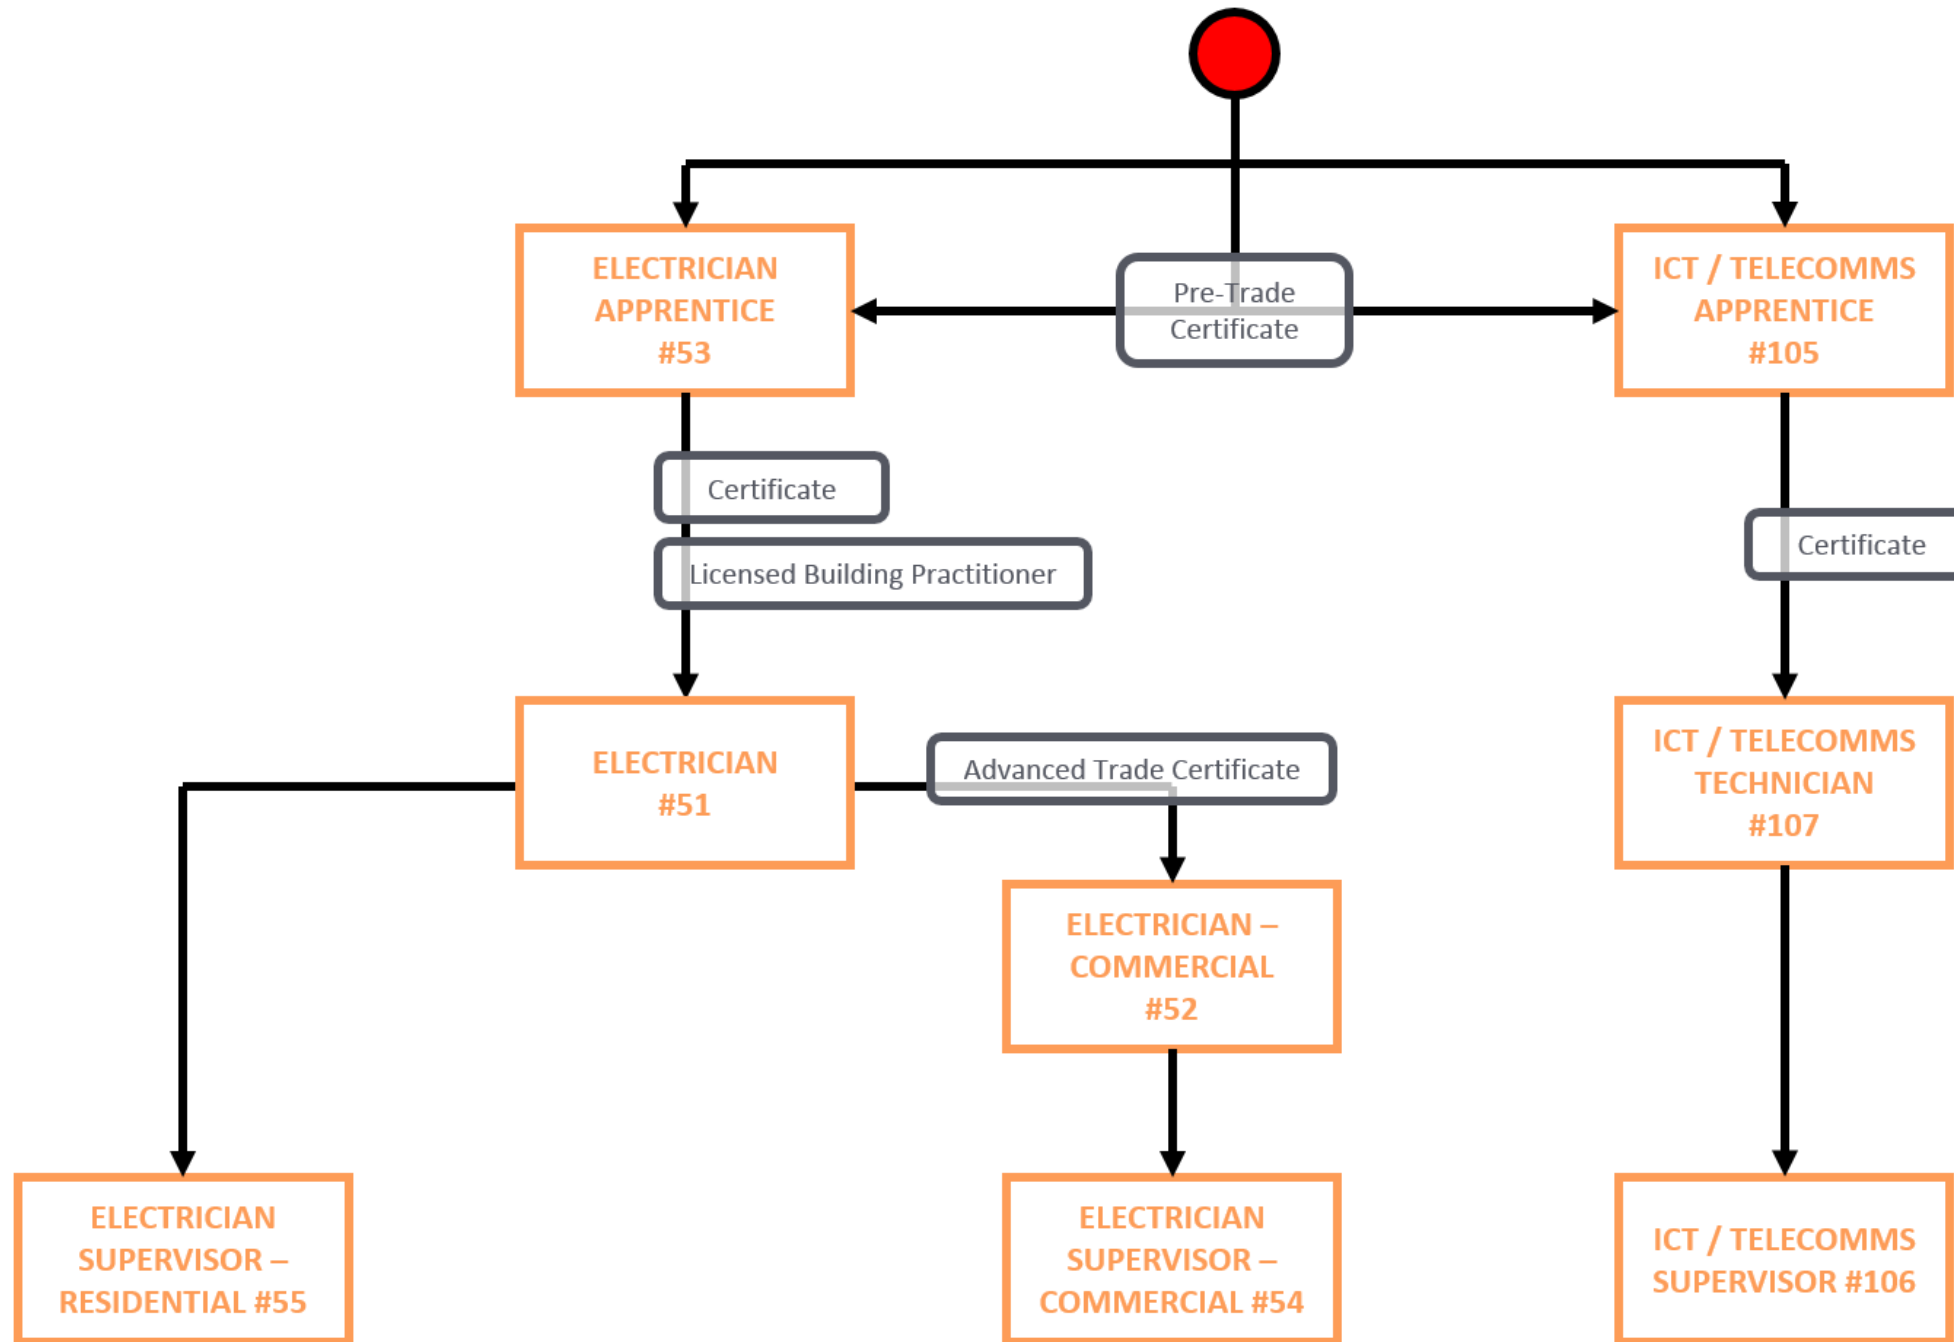 ELECTRICIAN
APPRENTICE
#53
Pre-Trade
Certificate
ICT / TELECOMMS
APPRENTICE
#105
Certificate
Licensed Building Practitioner
Certificate
ELECTRICIAN
#51
Advanced Trade Certificate
ICT / TELECOMMS
TECHNICIAN
#107
ELECTRICIAN –
COMMERCIAL
#52
ELECTRICIAN
SUPERVISOR –
RESIDENTIAL #55
ELECTRICIAN
SUPERVISOR –
COMMERCIAL #54
ICT / TELECOMMS
SUPERVISOR #106